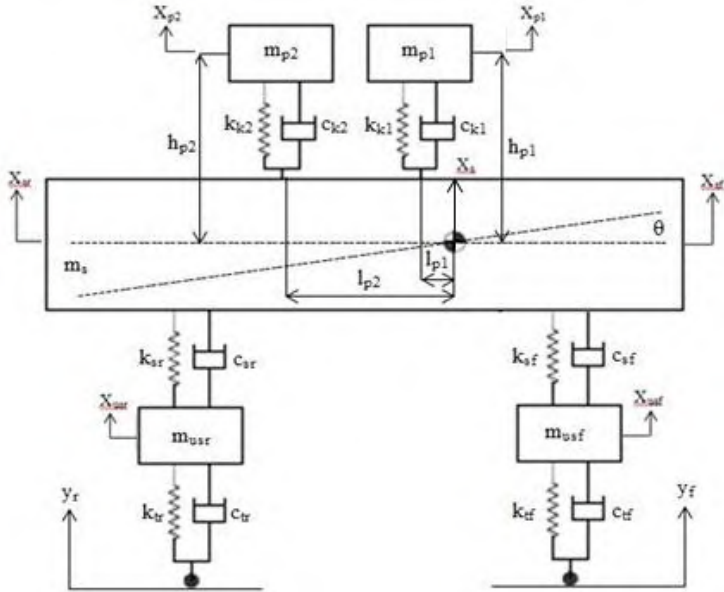 Xp2
Xp1
mp2
mp1
kk2
ck2
kk1
ck1
hp2
hp1
Xsr
Xs
Xsf
θ
ms
lp1
lp2
ksr
csr
ksf
csf
Xusr
Xusf
musr
musf
yr
yf
ktr
ctr
ktf
ctf